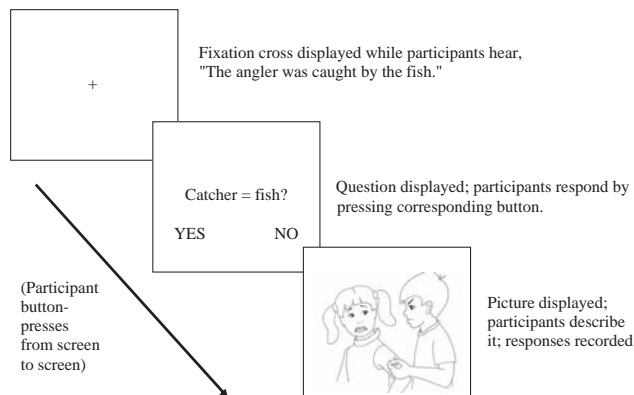 Fixation cross displayed while participants hear,
"The angler was caught by the fish."
+
Catcher = fish?
YES NO
Question displayed; participants respond by
pressing corresponding button.
(Participant
button-
presses
from screen
to screen)
Picture displayed;
participants describe
it; responses recorded